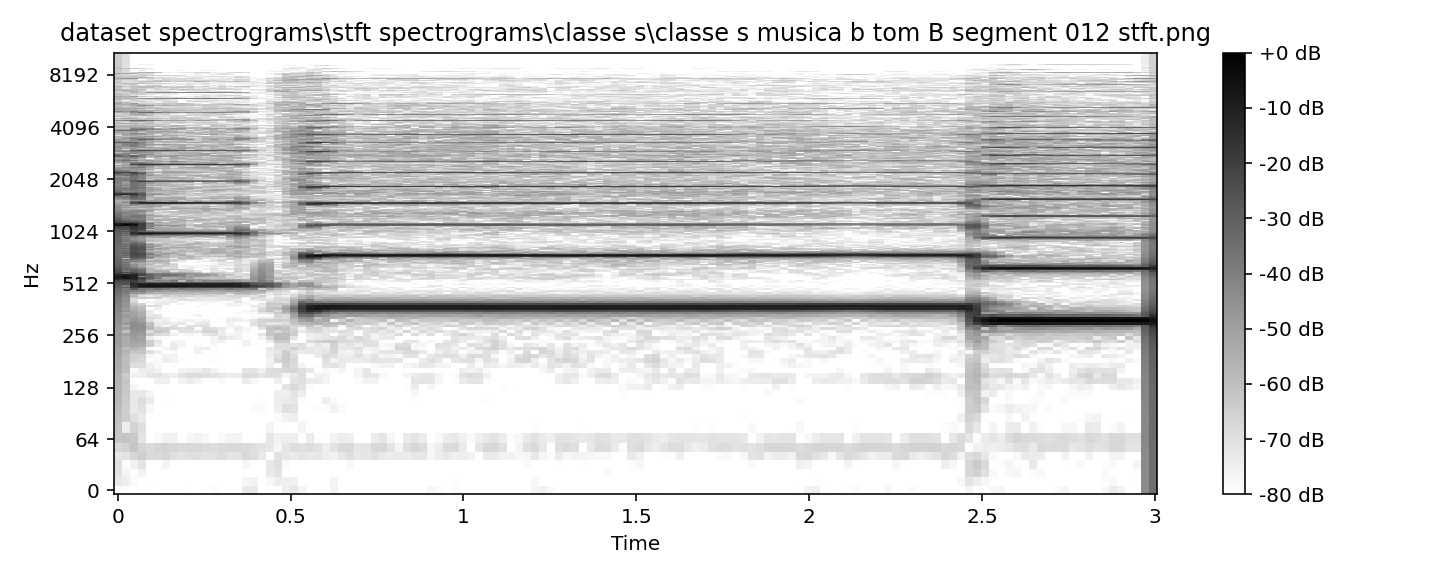 dataset spectrograms\stft spectrograms\classe s\classe s musica b tom B segment 012 stft.png
8192
4096
2048
1024
512
256
128
64
0
Hz
0
0.5
1
1.5
2
2.5
3
Time
+0 dB
-10 dB
-20 dB
-30 dB
-40 dB
-50 dB
-60 dB
-70 dB
-80 dB